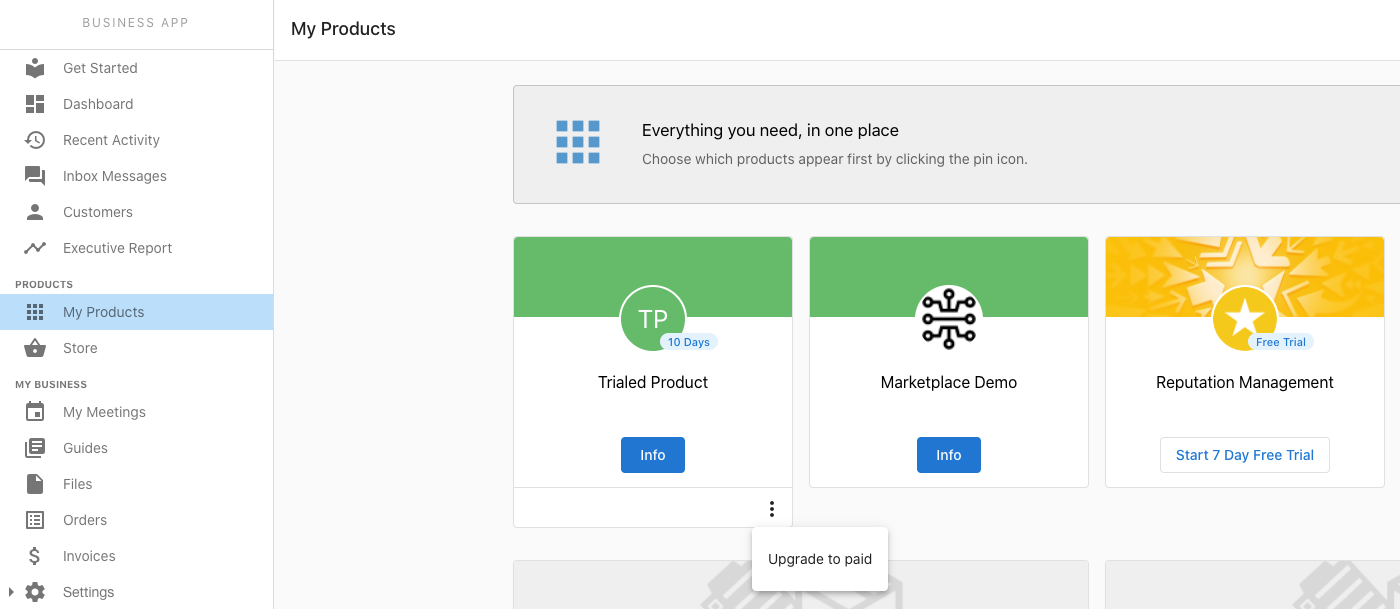 BUSINESS APP
Get Started
Dashboard
Recent Activity
Inbox Messages
Customers
Executive Report
PRODUCTS
My Products
Store
MY BUSINESS
My Meetings
Guides
Files
Orders
Invoices
Settings
My Products
Everything you need, in one place
Choose which products appear first by clicking the pin icon.
TP
10 Days
Trialed Product
Info
Marketplace Demo
Info
Free Trial
Reputation Management
Start 7 Day Free Trial
Upgrade to paid